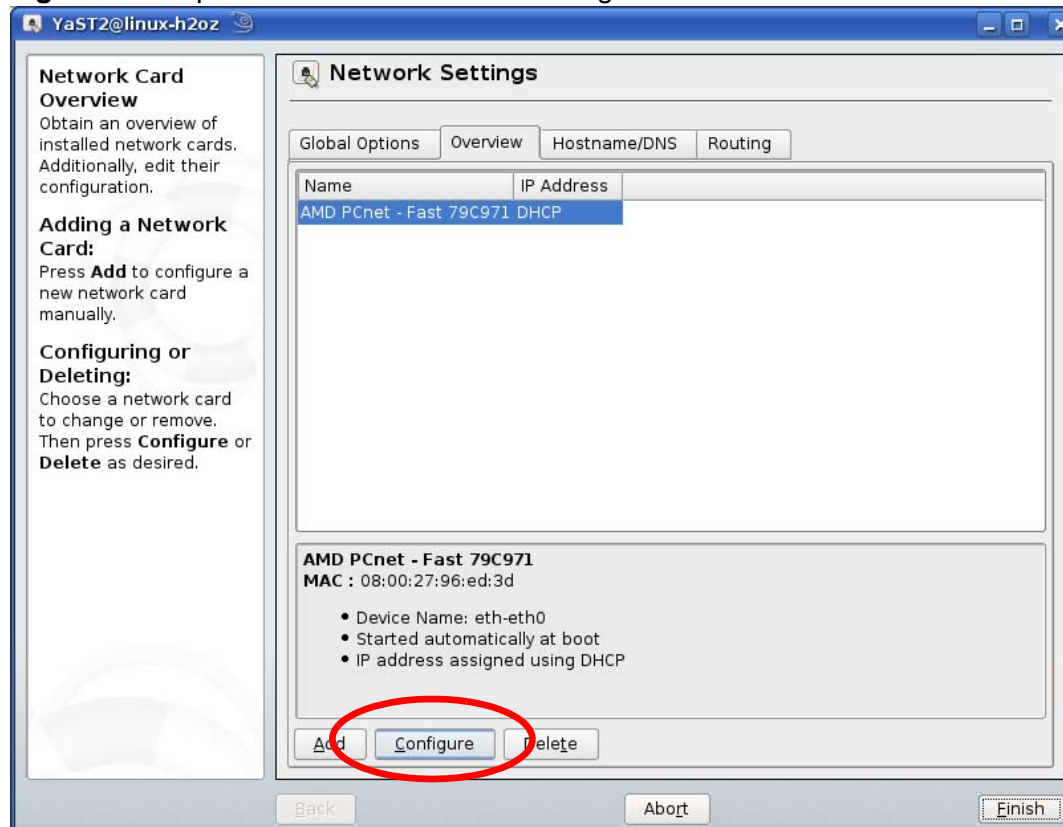 YaST2@linux-h2oz
Network Card
Overview
Obtain an overview of
installed network cards.
Additionally, edit their
configuration.
Adding a Network
Card:
Press Add to configure a
new network card
manually.
Configuring or
Deleting:
Choose a network card
to change or remove.
Then press Configure or
Delete as desired.
Network Settings
Global Options Overview Hostname/DNS Routing
Name IP Address
AMD PCnet - Fast 79C971 DHCP
AMD PCnet - Fast 79C971
MAC : 08:00:27:96:ed:3d
• Device Name: eth-eth0
• Started automatically at boot
• IP address assigned using DHCP
Add Configure Delete
Back Abort Finish